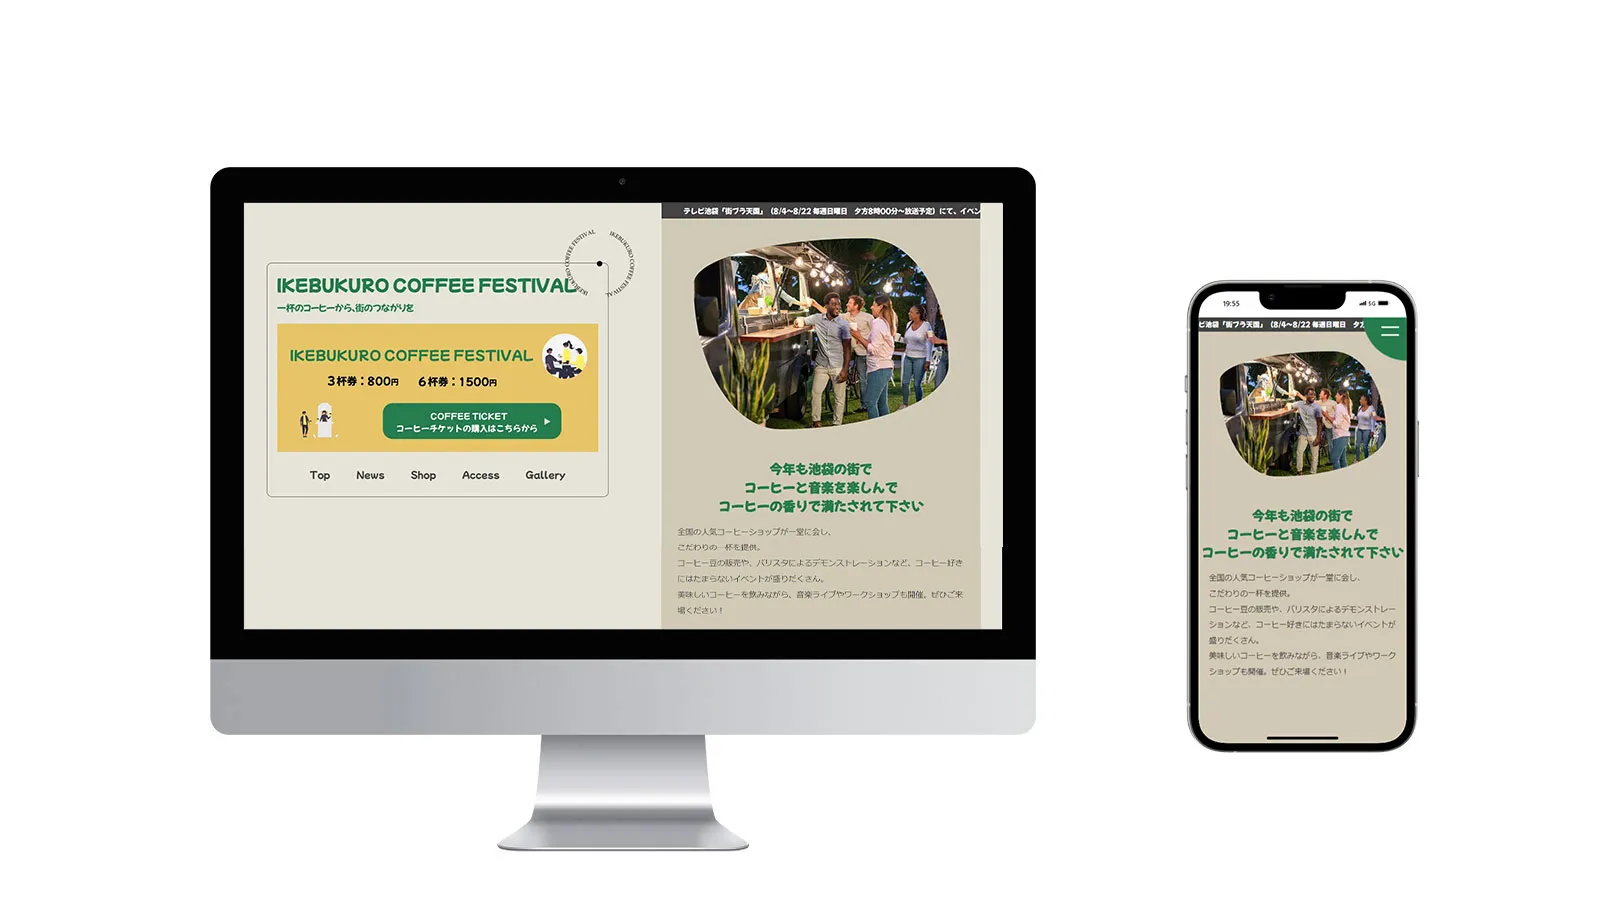 IKEBUKURO COFFEE FESTIVAL
IKEBUKURO COFFEE FESTIVAL
IKEBUKURO COFFEE FESTIVAL
一杯のコーヒーから、街のつながりを
IKEBUKURO COFFEE FESTIVAL
3杯券：800円 6杯券：1500円
COFFEE TICKET
コーヒーチケットの購入はこちらから
Top News Shop Access Gallery
テレビ池袋「街ブラ天国」（8/4〜8/22 毎週日曜日　夕方8時00分〜放送予定）にて、イベン
今年も池袋の街で
コーヒーと音楽を楽しんで
コーヒーの香りで満たされて下さい
全国の人気コーヒーショップが一堂に会し、
こだわりの一杯を提供。
コーヒー豆の販売や、バリスタによるデモンストレーションなど、コーヒー好き
にはたまらないイベントが盛りだくさん。
美味しいコーヒーを飲みながら、音楽ライブやワークショップも開催。ぜひご来
場ください！
19:55 5G
ビ池袋「街ブラ天国」（8/4〜8/22 毎週日曜日　夕方
今年も池袋の街で
コーヒーと音楽を楽しんで
コーヒーの香りで満たされて下さい
全国の人気コーヒーショップが一堂に会し、
こだわりの一杯を提供。
コーヒー豆の販売や、バリスタによるデモンストレー
ションなど、コーヒー好きにはたまらないイベントが
盛りだくさん。
美味しいコーヒーを飲みながら、音楽ライブやワーク
ショップも開催。ぜひご来場ください！